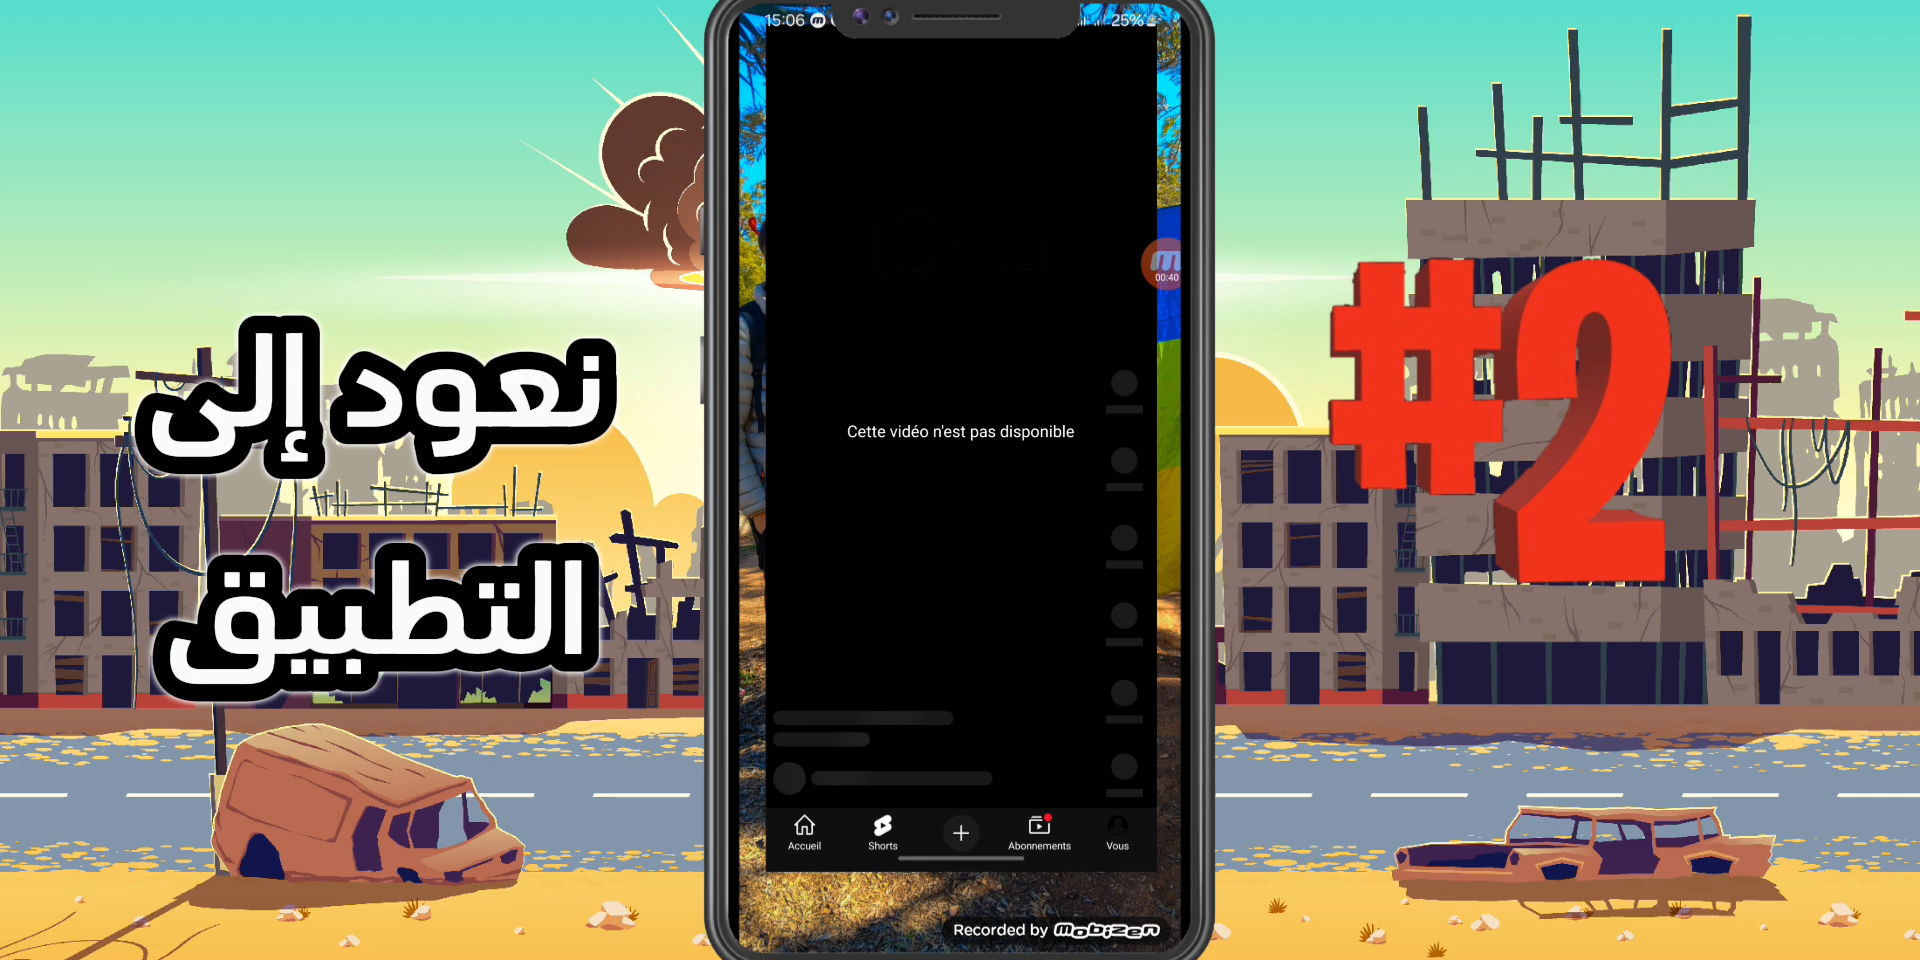 15:06
25%
00:40
نعود إلى
التطبيق
#2
Cette vidéo n'est pas disponible
Accueil
Shorts
Abonnements
Vous
Recorded by mobizen